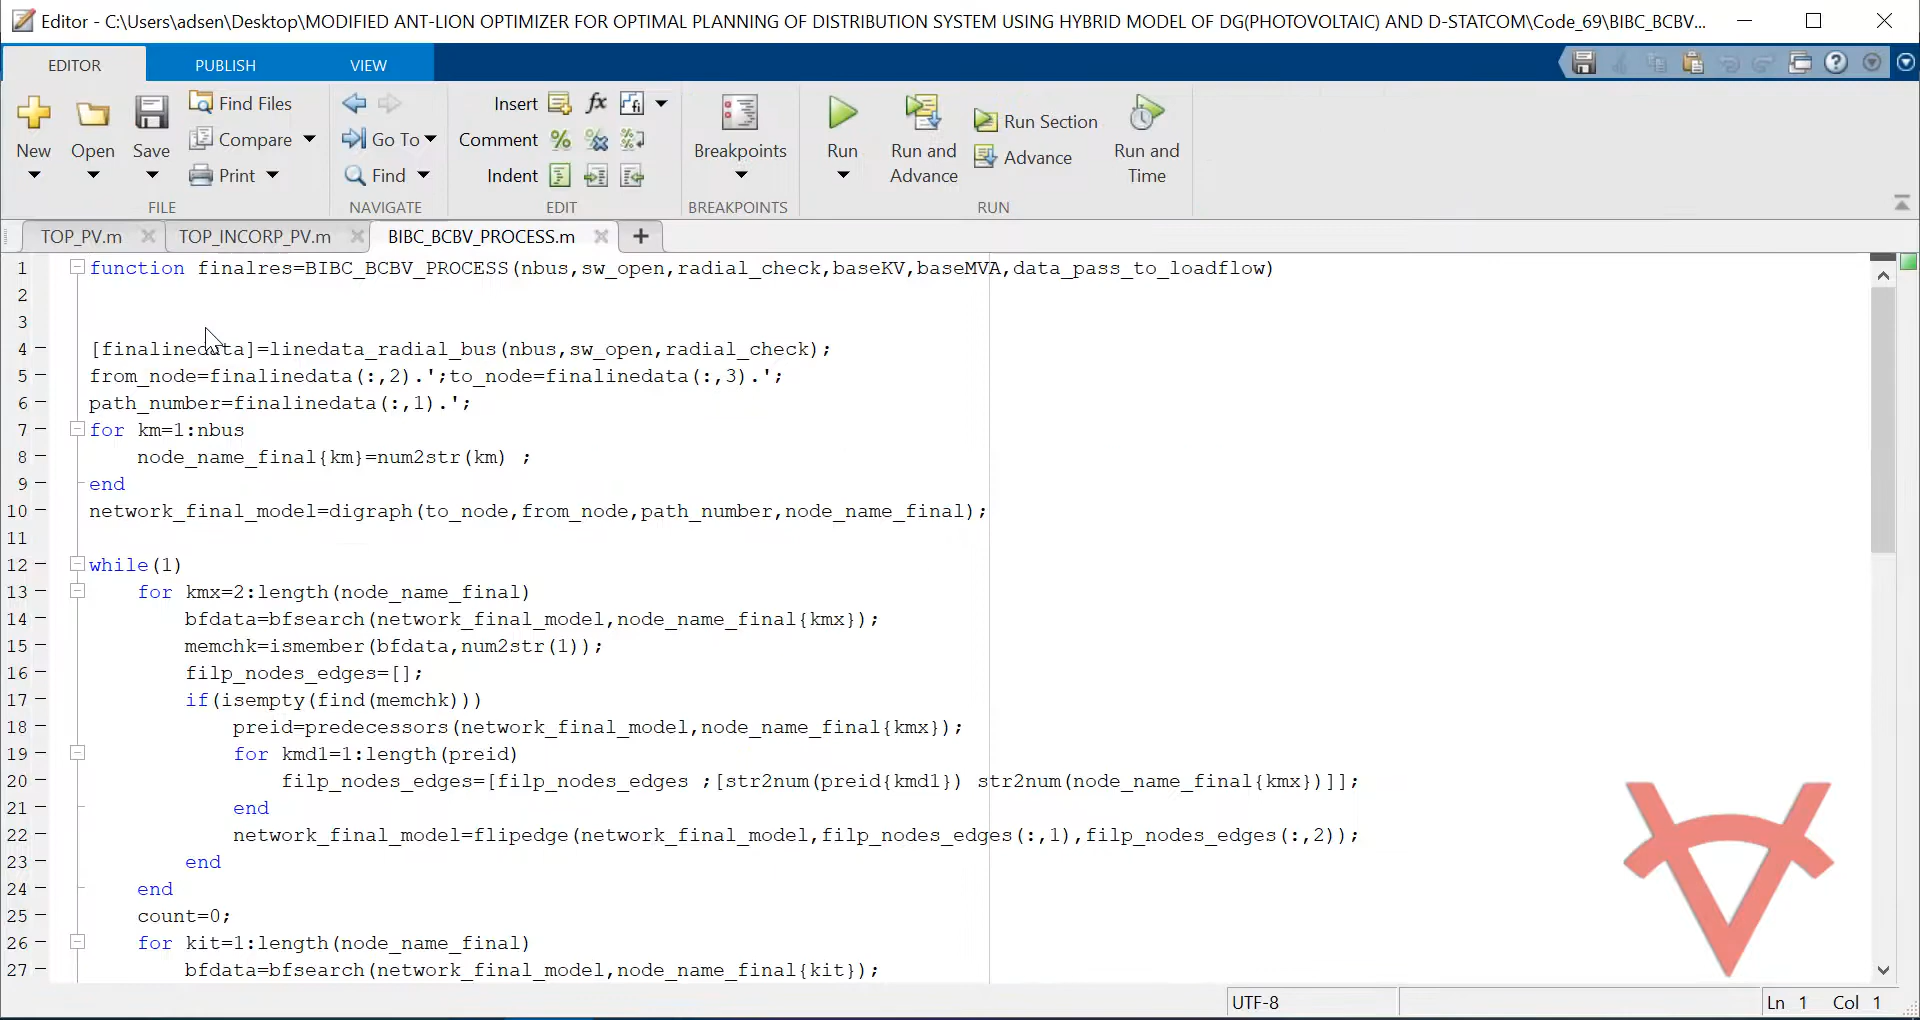 Editor - C:\Users\adsen\Desktop\MODIFIED ANT-LION OPTIMIZER FOR OPTIMAL PLANNING OF DISTRIBUTION SYSTEM USING HYBRID MODEL OF DG(PHOTOVOLTAIC) AND D-STATCOM\Code_69\BIBC_BCBV...
EDITOR PUBLISH VIEW
New Open Save Find Files Compare Print
Go To Find
Insert fx fi
Comment
Indent
Breakpoints
Run Run and Advance Run Section Advance Run and Time
FILE NAVIGATE EDIT BREAKPOINTS RUN
TOP_PV.m TOP_INCORP_PV.m BIBC_BCBV_PROCESS.m +
1 function finalres=BIBC_BCBV_PROCESS(nbus,sw_open,radial_check,baseKV,baseMVA,data_pass_to_loadflow)
2
3
4 [finalinedata]=linedata_radial_bus(nbus,sw_open,radial_check);
5 from_node=finalinedata(:,2).';to_node=finalinedata(:,3).';
6 path_number=finalinedata(:,1).';
7 for km=1:nbus
8 node_name_final{km}=num2str(km) ;
9 end
10 network_final_model=digraph(to_node,from_node,path_number,node_name_final);
11
12 while(1)
13 for kmx=2:length(node_name_final)
14 bfdata=bfsearch(network_final_model,node_name_final{kmx});
15 memchk=ismember(bfdata,num2str(1));
16 filp_nodes_edges=[];
17 if(isempty(find(memchk)))
18 preid=predecessors(network_final_model,node_name_final{kmx});
19 for kmd1=1:length(preid)
20 filp_nodes_edges=[filp_nodes_edges ;[str2num(preid{kmd1}) str2num(node_name_final{kmx})]];
21 end
22 network_final_model=flipedge(network_final_model,filp_nodes_edges(:,1),filp_nodes_edges(:,2));
23 end
24 end
25 count=0;
26 for kit=1:length(node_name_final)
27 bfdata=bfsearch(network_final_model,node_name_final{kit});
UTF-8 Ln 1 Col 1